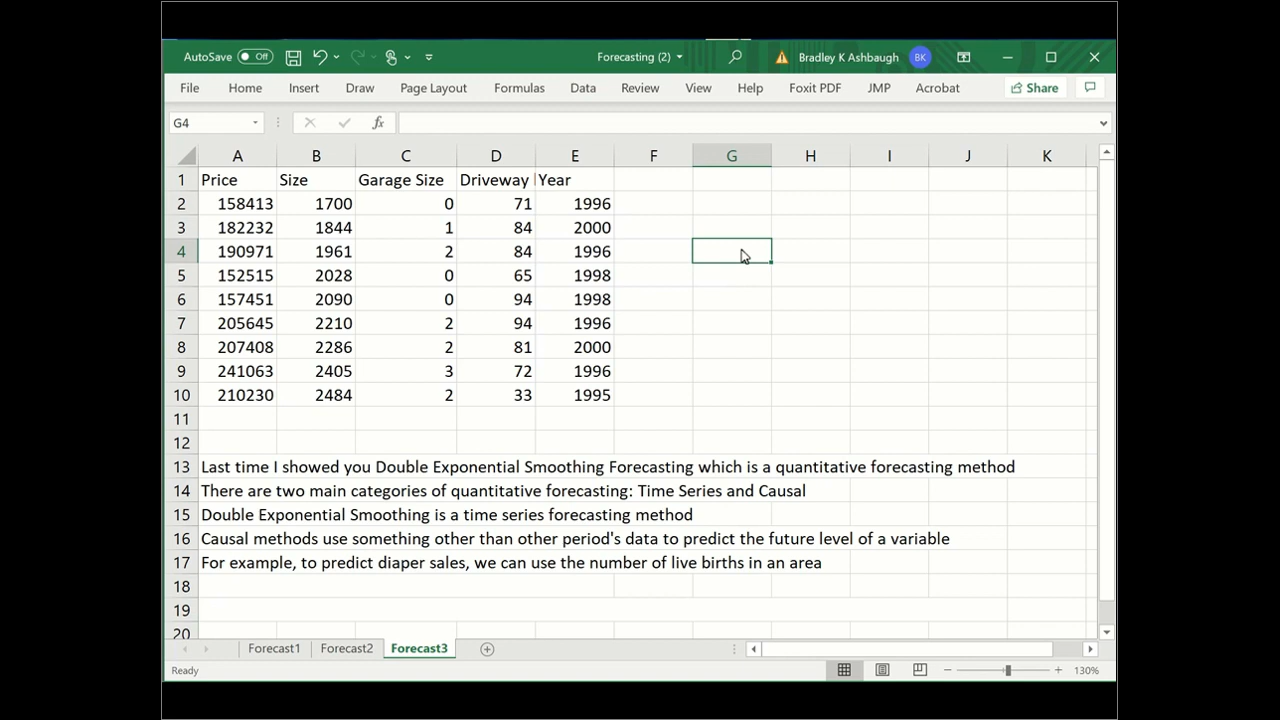 AutoSave Off Forecasting (2) Bradley K Ashbaugh BK
File Home Insert Draw Page Layout Formulas Data Review View Help Foxit PDF JMP Acrobat Share
G4 fx
A B C D E F G H I J K
1 Price Size Garage Size Driveway Year
2 158413 1700 0 71 1996
3 182232 1844 1 84 2000
4 190971 1961 2 84 1996
5 152515 2028 0 65 1998
6 157451 2090 0 94 1998
7 205645 2210 2 94 1996
8 207408 2286 2 81 2000
9 241063 2405 3 72 1996
10 210230 2484 2 33 1995
11
12
13 Last time I showed you Double Exponential Smoothing Forecasting which is a quantitative forecasting method
14 There are two main categories of quantitative forecasting: Time Series and Causal
15 Double Exponential Smoothing is a time series forecasting method
16 Causal methods use something other than other period's data to predict the future level of a variable
17 For example, to predict diaper sales, we can use the number of live births in an area
18
19
20
Forecast1 Forecast2 Forecast3
Ready 130%